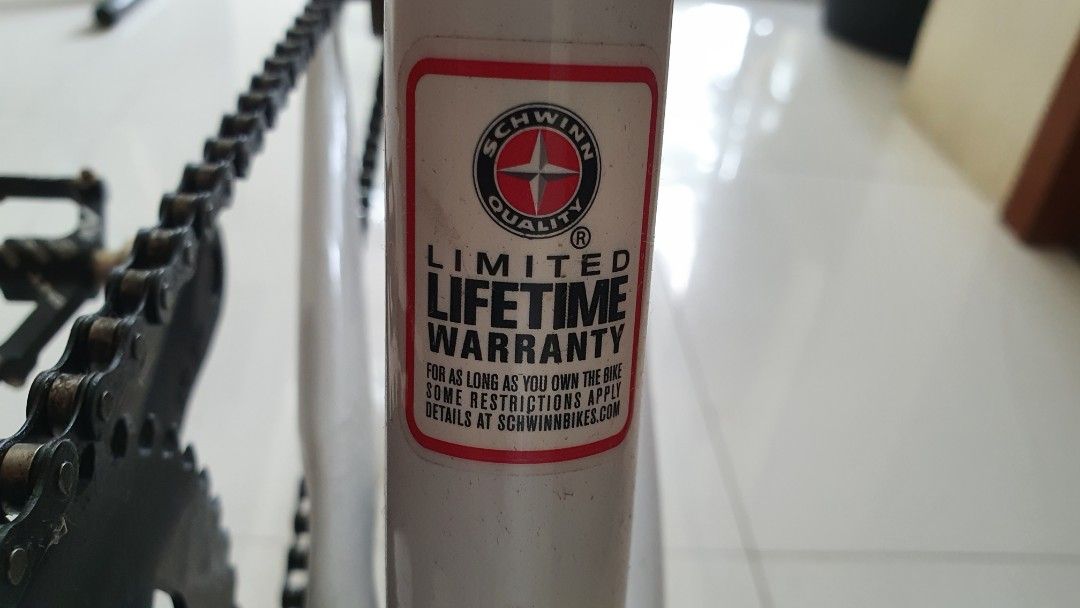 SCHWINN
QUALITY
®
LIMITED
LIFETIME
WARRANTY
FOR AS LONG AS YOU OWN THE BIKE
SOME RESTRICTIONS APPLY
DETAILS AT SCHWINNBIKES.COM